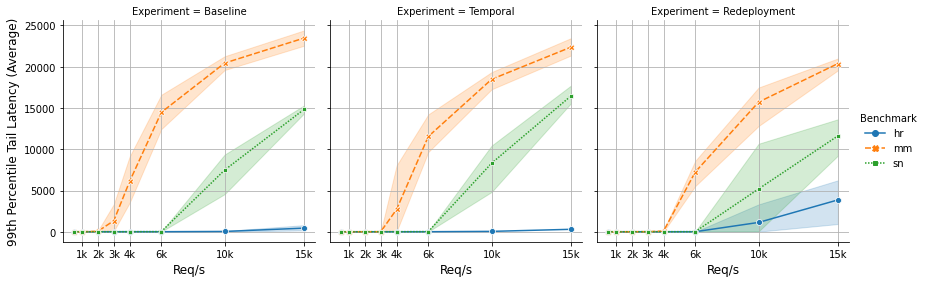 Experiment = Baseline
Experiment = Temporal
Experiment = Redeployment
99th Percentile Tail Latency (Average)
25000
20000
15000
10000
5000
0
1k 2k 3k 4k 6k 10k 15k
1k 2k 3k 4k 6k 10k 15k
1k 2k 3k 4k 6k 10k 15k
Req/s
Req/s
Req/s
Benchmark
hr
mm
sn